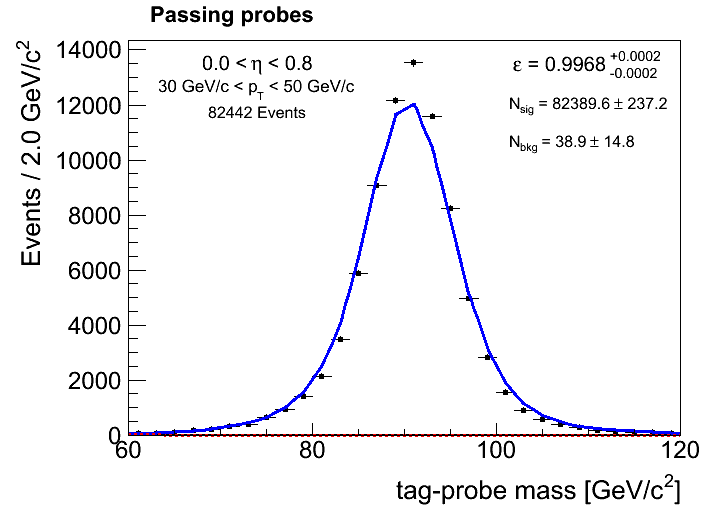 Passing probes
Events / 2.0 GeV/c²
14000
12000
10000
8000
6000
4000
2000
0
0.0 < η < 0.8
30 GeV/c < p_T < 50 GeV/c
82442 Events
ε = 0.9968 +0.0002 -0.0002
N_sig = 82389.6 ± 237.2
N_bkg = 38.9 ± 14.8
60 80 100 120
tag-probe mass [GeV/c²]